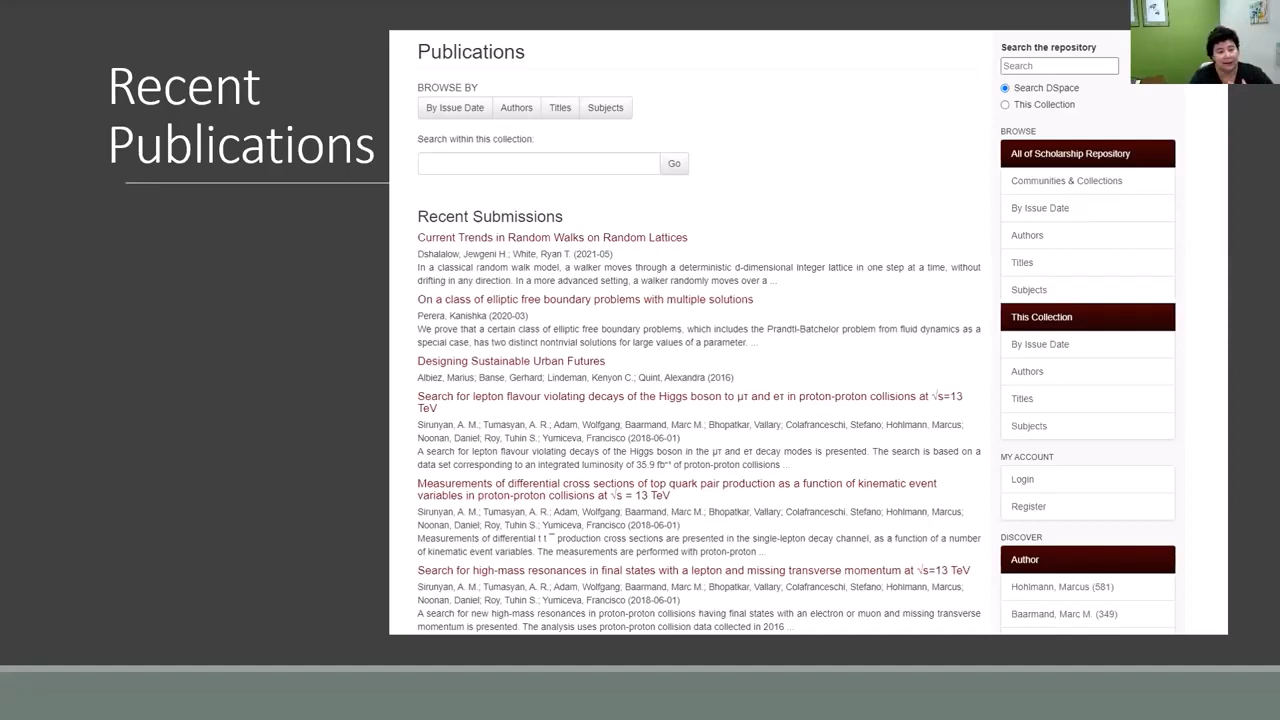 Recent
Publications
Publications
BROWSE BY
By Issue Date
Authors
Titles
Subjects
Search within this collection:
Go
Recent Submissions
Current Trends in Random Walks on Random Lattices
Dshalalow, Jewgeni H.; White, Ryan T. (2021-05)
In a classical random walk model, a walker moves through a deterministic d-dimensional integer lattice in one step at a time, without
drifting in any direction. In a more advanced setting, a walker randomly moves over a ...
On a class of elliptic free boundary problems with multiple solutions
Perera, Kanishka (2020-03)
We prove that a certain class of elliptic free boundary problems, which includes the Prandtl-Batchelor problem from fluid dynamics as a
special case, has two distinct nontrivial solutions for large values of a parameter. ...
Designing Sustainable Urban Futures
Albiez, Marius; Banse, Gerhard; Lindeman, Kenyon C.; Quint, Alexandra (2016)
Search for lepton flavour violating decays of the Higgs boson to μτ and eτ in proton-proton collisions at √s=13
TeV
Sirunyan, A. M.; Tumasyan, A. R.; Adam, Wolfgang; Baarmand, Marc M.; Bhopatkar, Vallary; Colafranceschi, Stefano; Hohlmann, Marcus;
Noonan, Daniel; Roy, Tuhin S.; Yumiceva, Francisco (2018-06-01)
A search for lepton flavour violating decays of the Higgs boson in the μτ and eτ decay modes is presented. The search is based on a
data set corresponding to an integrated luminosity of 35.9 fb⁻¹ of proton-proton collisions ...
Measurements of differential cross sections of top quark pair production as a function of kinematic event
variables in proton-proton collisions at √s = 13 TeV
Sirunyan, A. M.; Tumasyan, A. R.; Adam, Wolfgang; Baarmand, Marc M.; Bhopatkar, Vallary; Colafranceschi, Stefano; Hohlmann, Marcus;
Noonan, Daniel; Roy, Tuhin S.; Yumiceva, Francisco (2018-06-01)
Measurements of differential t t ¯ production cross sections are presented in the single-lepton decay channel, as a function of a number
of kinematic event variables. The measurements are performed with proton-proton ...
Search for high-mass resonances in final states with a lepton and missing transverse momentum at √s=13 TeV
Sirunyan, A. M.; Tumasyan, A. R.; Adam, Wolfgang; Baarmand, Marc M.; Bhopatkar, Vallary; Colafranceschi, Stefano; Hohlmann, Marcus;
Noonan, Daniel; Roy, Tuhin S.; Yumiceva, Francisco (2018-06-01)
A search for new high-mass resonances in proton-proton collisions having final states with an electron or muon and missing transverse
momentum is presented. The analysis uses proton-proton collision data collected in 2016 ...
Search the repository
Search
Search DSpace
This Collection
BROWSE
All of Scholarship Repository
Communities & Collections
By Issue Date
Authors
Titles
Subjects
This Collection
By Issue Date
Authors
Titles
Subjects
MY ACCOUNT
Login
Register
DISCOVER
Author
Hohlmann, Marcus (581)
Baarmand, Marc M. (349)